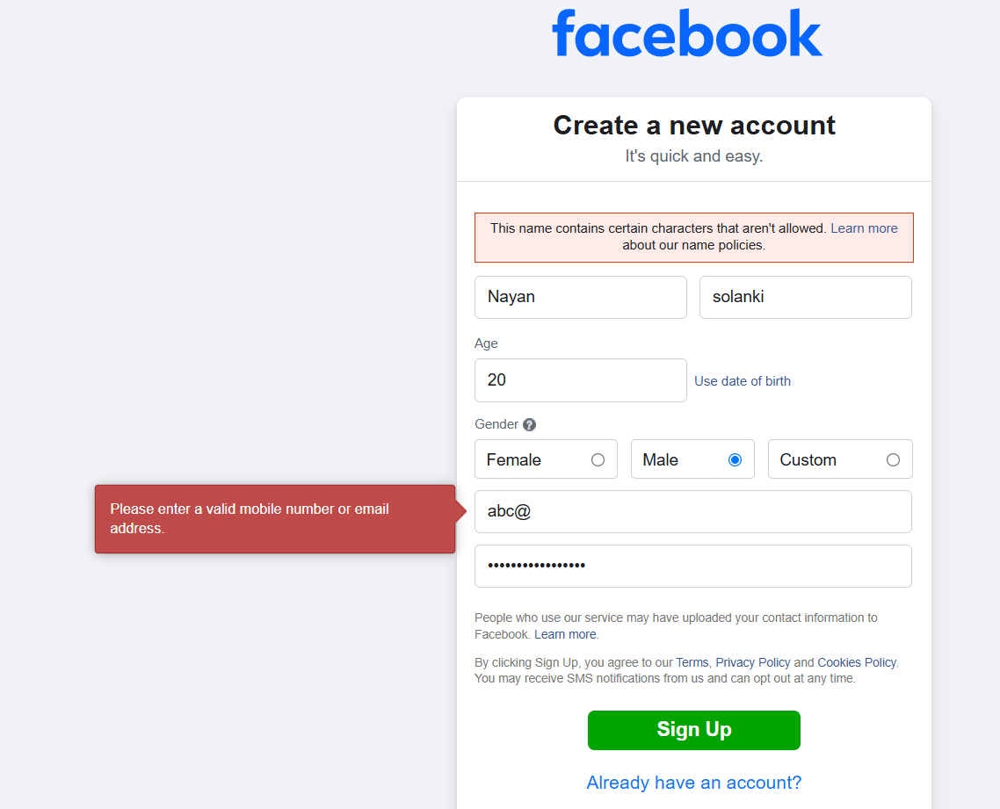 facebook
Create a new account
It's quick and easy.
This name contains certain characters that aren't allowed. Learn more
about our name policies.
Nayan
solanki
Age
20
Use date of birth
Gender ?
Female
Male
Custom
Please enter a valid mobile number or email
address.
abc@
•••••••••••••••••
People who use our service may have uploaded your contact information to
Facebook. Learn more.
By clicking Sign Up, you agree to our Terms, Privacy Policy and Cookies Policy.
You may receive SMS notifications from us and can opt out at any time.
Sign Up
Already have an account?